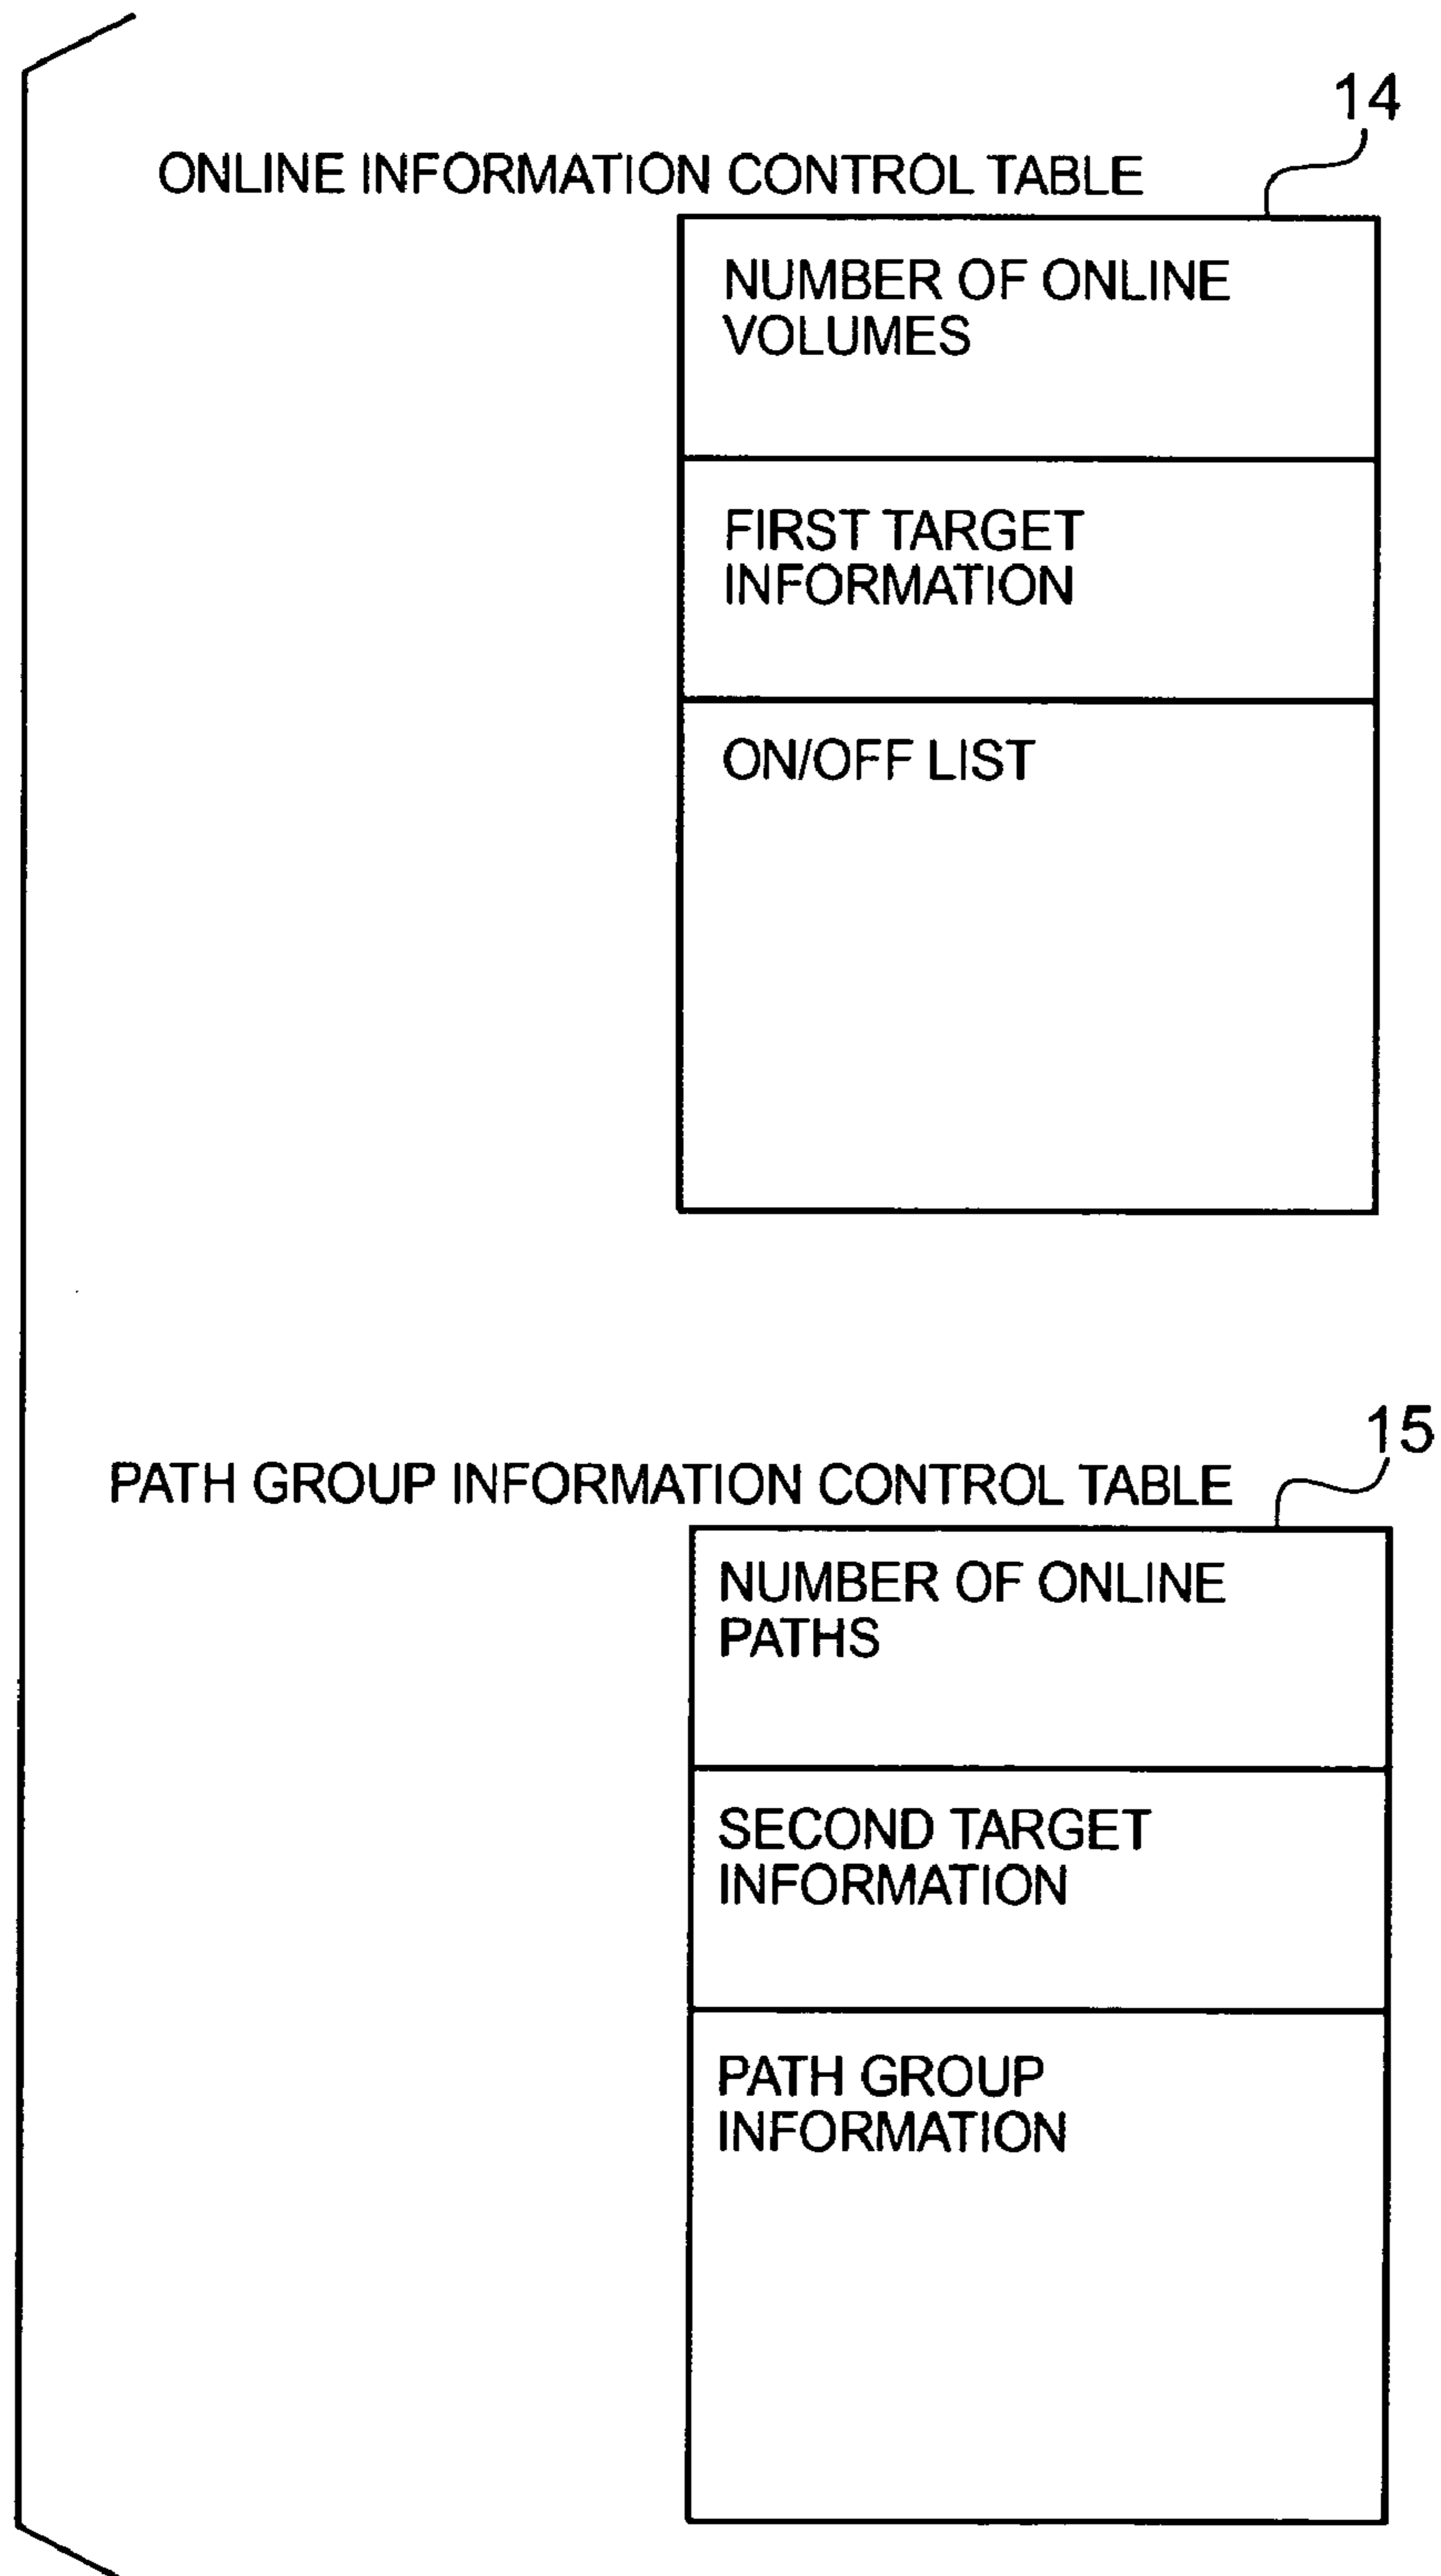 14
ONLINE INFORMATION CONTROL TABLE
NUMBER OF ONLINE
VOLUMES
FIRST TARGET
INFORMATION
ON/OFF LIST
15
PATH GROUP INFORMATION CONTROL TABLE
NUMBER OF ONLINE
PATHS
SECOND TARGET
INFORMATION
PATH GROUP
INFORMATION